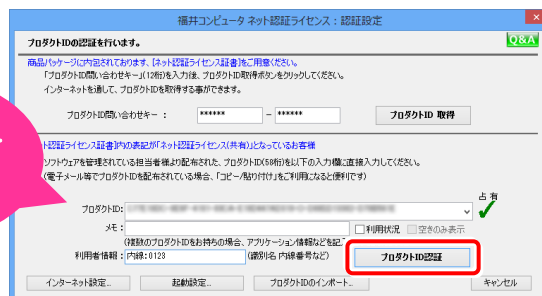 福井コンピュータ ネット認証ライセンス：認証設定
×
プロダクトIDの認証を行います。
Q&A
商品パッケージに内包されております、[ネット認証ライセンス証書]をご用意ください。
「プロダクトID問い合わせキー」(12桁)を入力後、プロダクトID取得ボタンをクリックしてください。
インターネットを通して、プロダクトIDを取得する事ができます。
プロダクトID問い合わせキー： ****** - ****** プロダクトID 取得
ト認証ライセンス証書]内の表記が「ネット認証ライセンス(共有)」となっているお客様
ソフトウェアを管理されている担当者様より配布された、プロダクトID(58桁)を以下の入力欄に直接入力してください。
(電子メール等でプロダクトIDを配布されている場合、「コピー/貼り付け」をご利用になると便利です)
占有
プロダクトID:
メモ： 利用状況 空きのみ表示
(複数のプロダクトIDをお持ちの場合、アプリケーション情報などを記
利用者情報： 内線:0123 (識別名 内線番号など) プロダクトID認証
インターネット設定... 起動設定... プロダクトIDのインポート... キャンセル